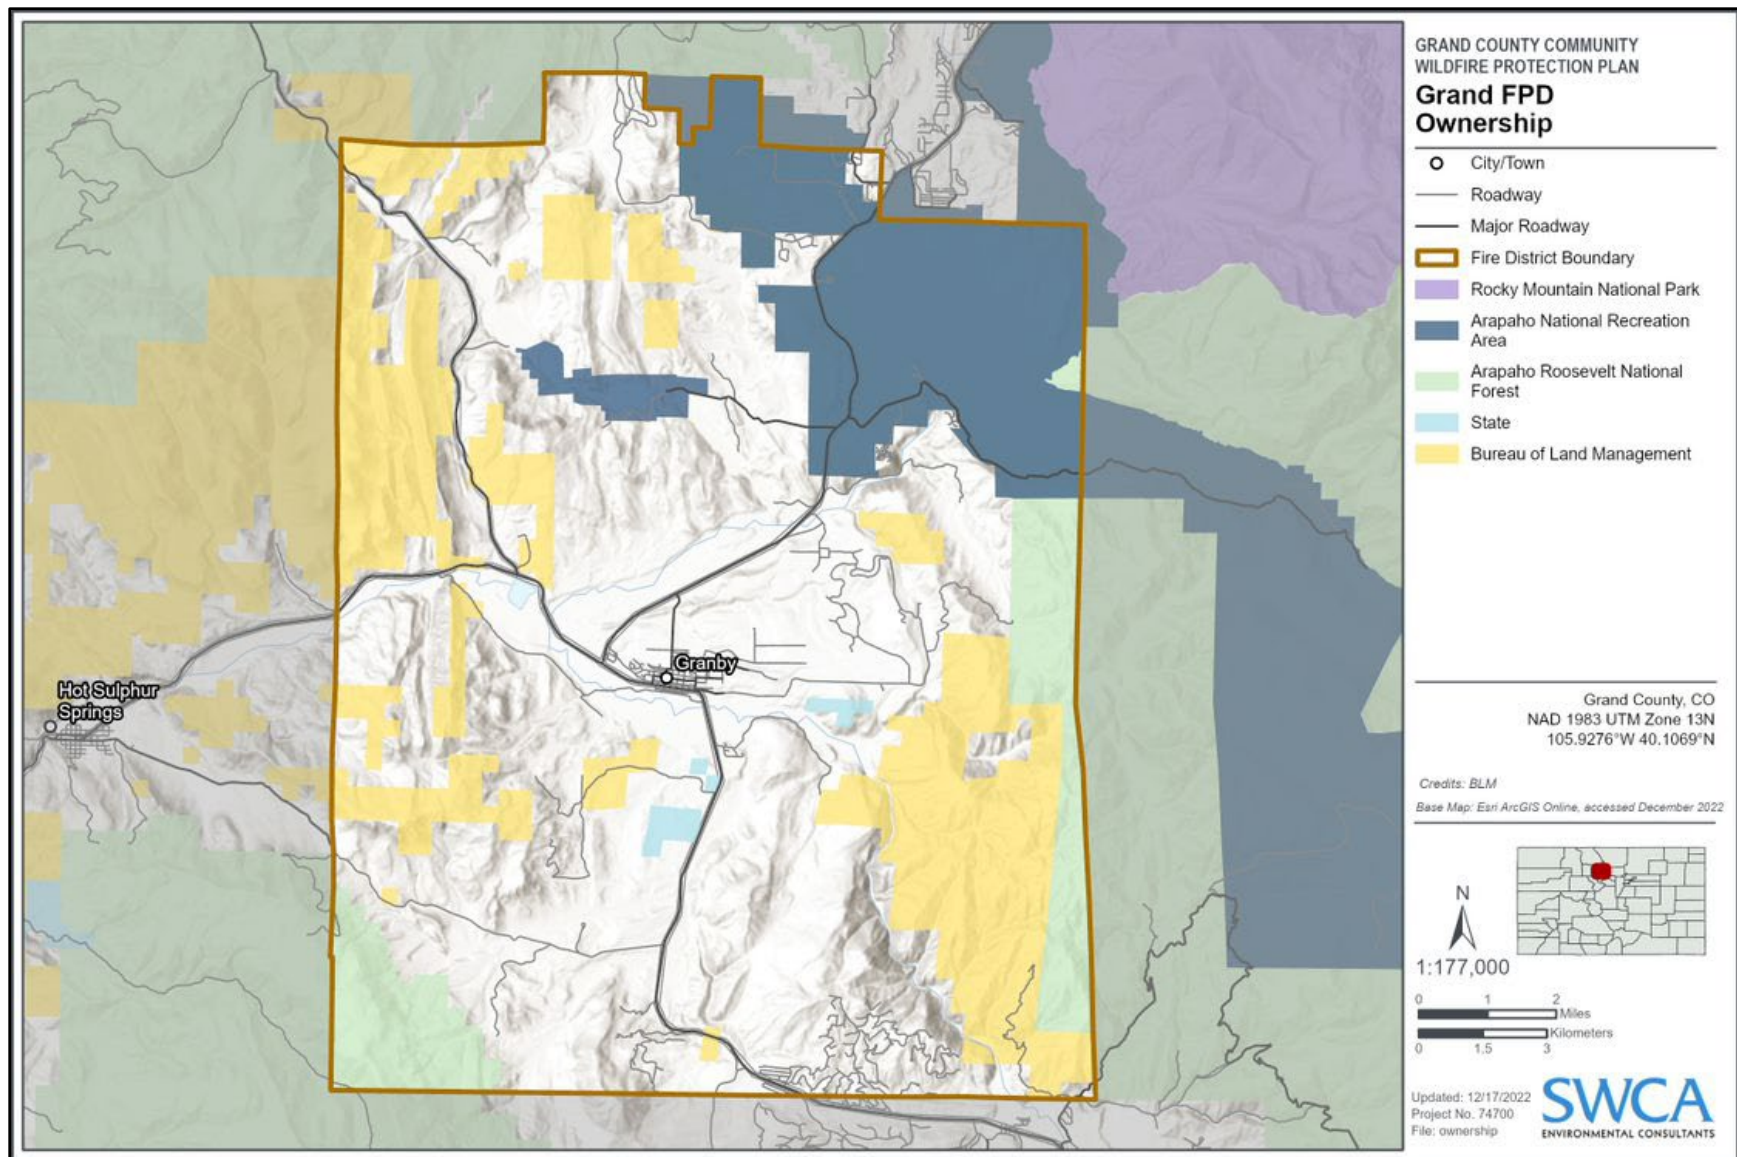 GRAND COUNTY COMMUNITY
WILDFIRE PROTECTION PLAN
Grand FPD
Ownership
City/Town
Roadway
Major Roadway
Fire District Boundary
Rocky Mountain National Park
Arapaho National Recreation
Area
Arapaho Roosevelt National
Forest
State
Bureau of Land Management
Granby
Hot Sulphur
Springs
Grand County, CO
NAD 1983 UTM Zone 13N
105.9276°W 40.1069°N
Credits: BLM
Base Map: Esri ArcGIS Online, accessed December 2022
N
1:177,000
0 1 2
Miles
Kilometers
0 1.5 3
Updated: 12/17/2022
Project No. 74700
File: ownership
SWCA
ENVIRONMENTAL CONSULTANTS